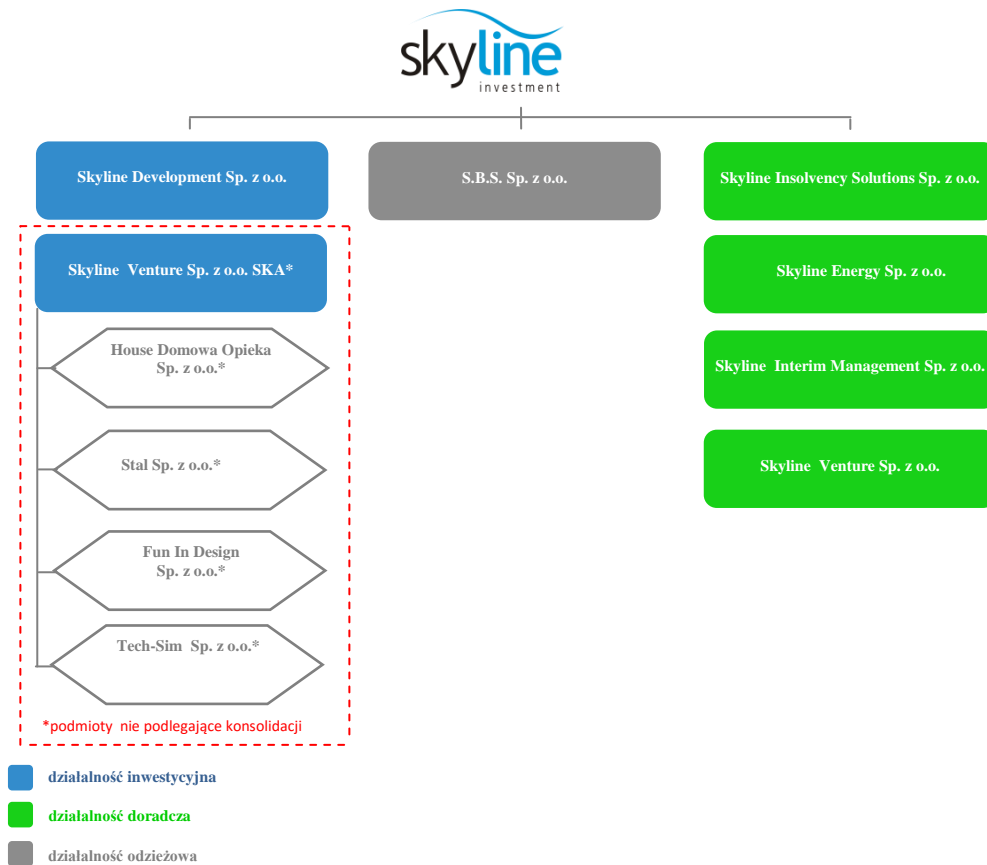 skyline
investment
Skyline Development Sp. z o.o.
S.B.S. Sp. z o.o.
Skyline Insolvency Solutions Sp. z o.o.
Skyline Venture Sp. z o.o. SKA*
Skyline Energy Sp. z o.o.
House Domowa Opieka
Sp. z o.o.*
Skyline Interim Management Sp. z o.o.
Stal Sp. z o.o.*
Skyline Venture Sp. z o.o.
Fun In Design
Sp. z o.o.*
Tech-Sim Sp. z o.o.*
*podmioty nie podlegające konsolidacji
działalność inwestycyjna
działalność doradcza
działalność odzieżowa